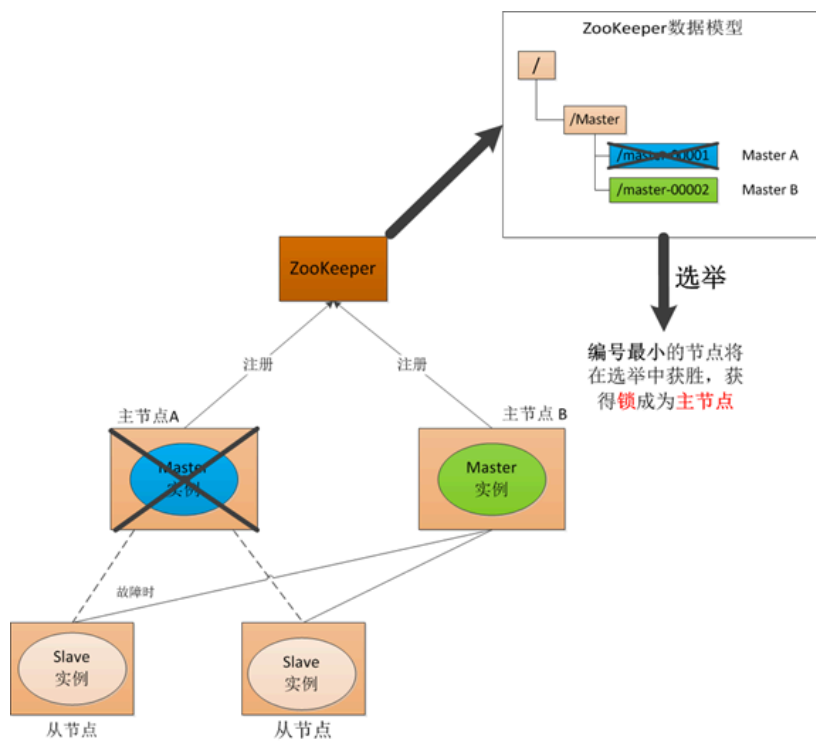 ZooKeeper数据模型
/
/Master
/master-00001
Master A
/master-00002
Master B
ZooKeeper
选举
编号最小的节点将
在选举中获胜，获
得锁成为主节点
注册
注册
主节点A
主节点 B
Master
实例
Master
实例
故障时
Slave
实例
Slave
实例
从节点
从节点